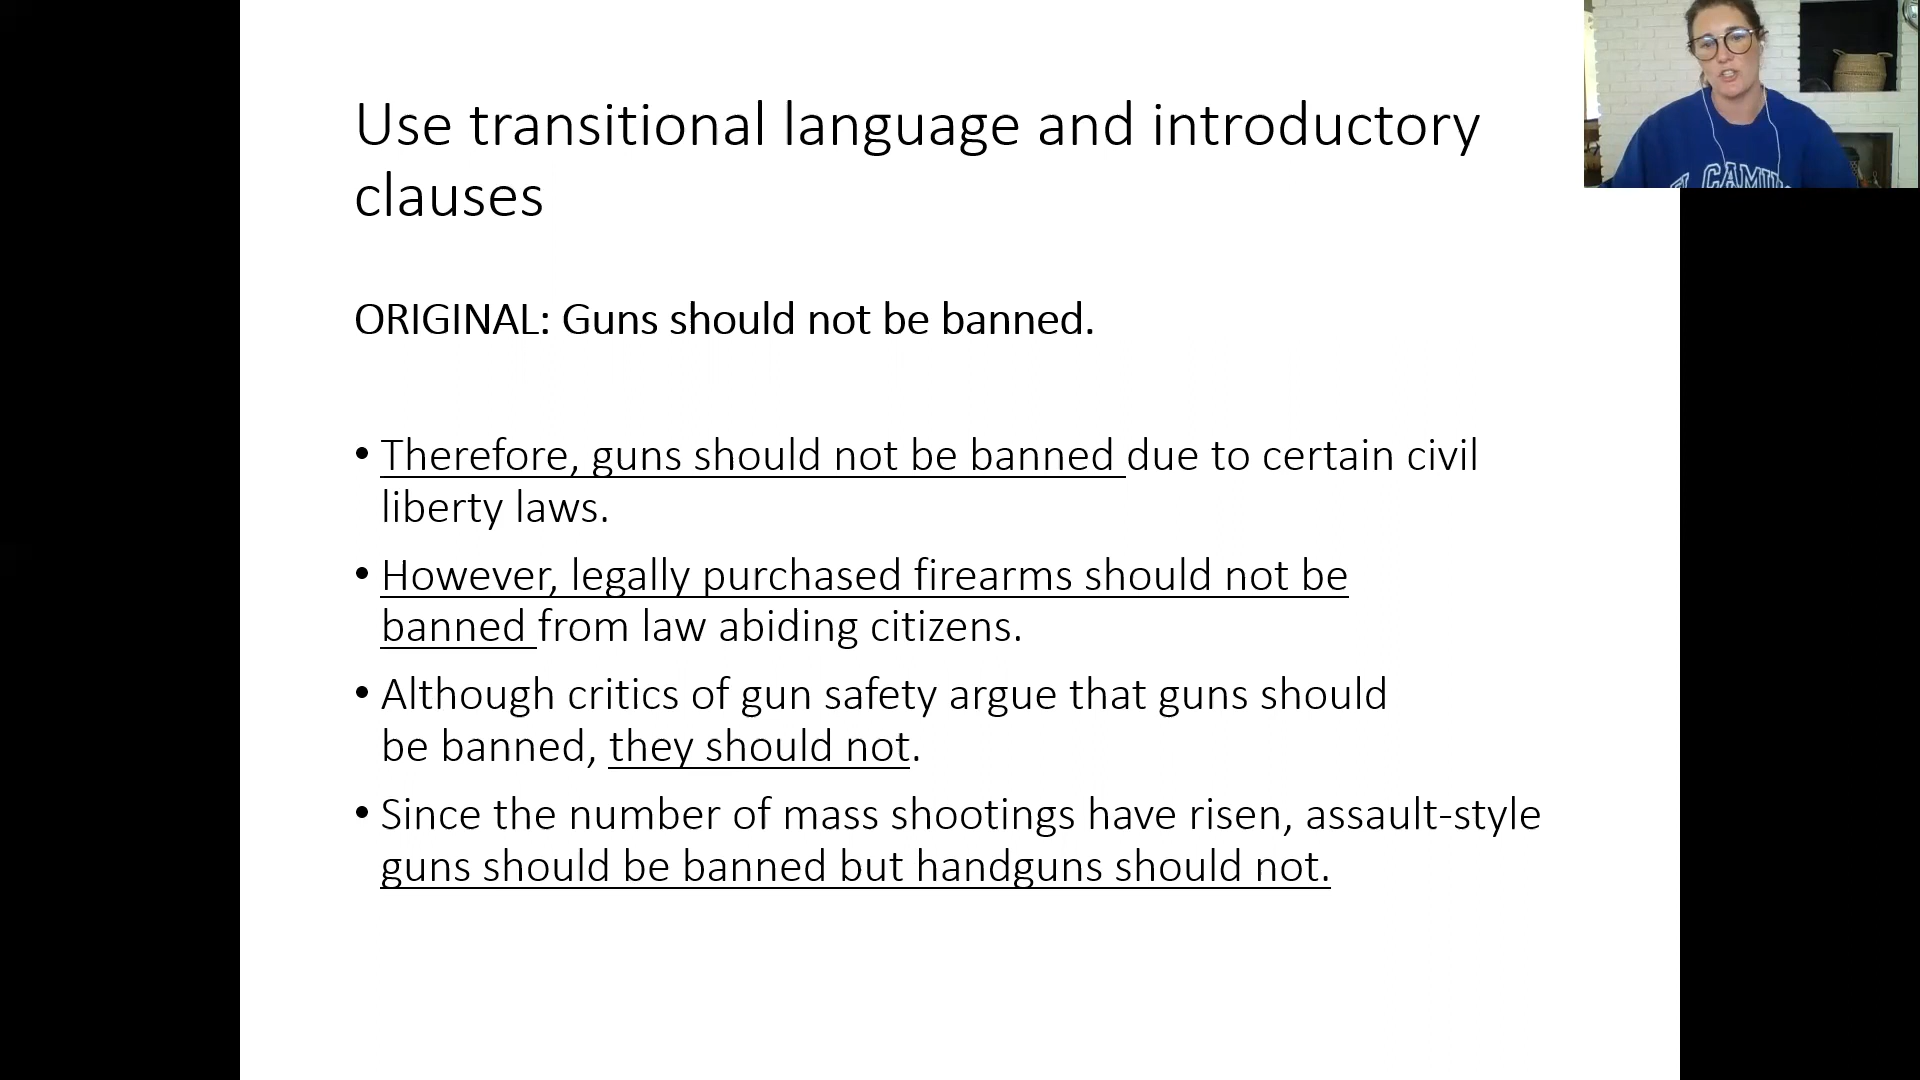 Use transitional language and introductory
clauses
ORIGINAL: Guns should not be banned.
• Therefore, guns should not be banned due to certain civil
liberty laws.
• However, legally purchased firearms should not be
banned from law abiding citizens.
• Although critics of gun safety argue that guns should
be banned, they should not.
• Since the number of mass shootings have risen, assault-style
guns should be banned but handguns should not.